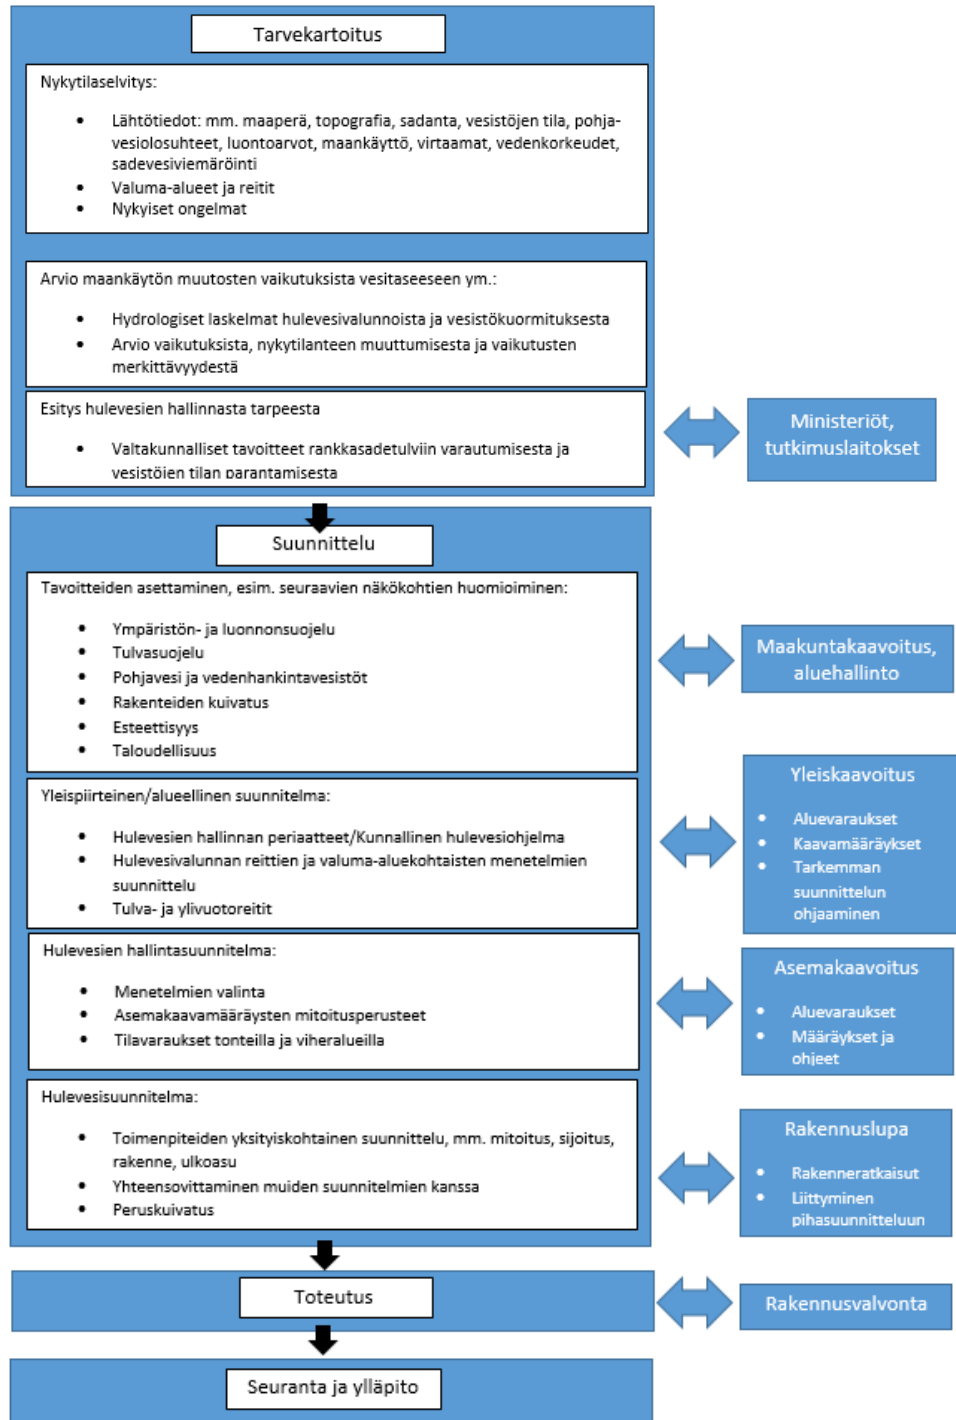 Tarvekartoitus
Nykytilaselvitys:
• Lähtötiedot: mm. maaperä, topografia, sadanta, vesistöjen tila, pohja-
vesiolosuhteet, luontoarvot, maankäyttö, virtaamat, vedenkorkeudet,
sadevesiviemäröinti
• Valuma-alueet ja reitit
• Nykyiset ongelmat
Arvio maankäytön muutosten vaikutuksista vesitaseeseen ym.:
• Hydrologiset laskelmat hulevesivalunnoista ja vesistökuormituksesta
• Arvio vaikutuksista, nykytilanteen muuttumisesta ja vaikutusten
merkittävyydestä
Esitys hulevesien hallinnasta tarpeesta
• Valtakunnalliset tavoitteet rankkasadetulviin varautumisesta ja
vesistöjen tilan parantamisesta
Ministeriöt,
tutkimuslaitokset
Suunnittelu
Tavoitteiden asettaminen, esim. seuraavien näkökohtien huomioiminen:
• Ympäristön- ja luonnonsuojelu
• Tulvasuojelu
• Pohjavesi ja vedenhankintavesistöt
• Rakenteiden kuivatus
• Esteettisyys
• Taloudellisuus
Maakuntakaavoitus,
aluehallinto
Yleispiirteinen/alueellinen suunnitelma:
• Hulevesien hallinnan periaatteet/Kunnallinen hulevesiohjelma
• Hulevesivalunnan reittien ja valuma-aluekohtaisten menetelmien
suunnittelu
• Tulva- ja ylivuotoreitit
Yleiskaavoitus
• Aluevaraukset
• Kaavamääräykset
• Tarkemman
suunnittelun
ohjaaminen
Hulevesien hallintasuunnitelma:
• Menetelmien valinta
• Asemakaavamääräysten mitoitusperusteet
• Tilavaraukset tonteilla ja viheralueilla
Asemakaavoitus
• Aluevaraukset
• Määräykset ja
ohjeet
Hulevesisuunnitelma:
• Toimenpiteiden yksityiskohtainen suunnittelu, mm. mitoitus, sijoitus,
rakenne, ulkoasu
• Yhteensovittaminen muiden suunnitelmien kanssa
• Peruskuivatus
Rakennuslupa
• Rakenneratkaisut
• Liittyminen
pihasuunnitteluun
Toteutus
Rakennusvalvonta
Seuranta ja ylläpito